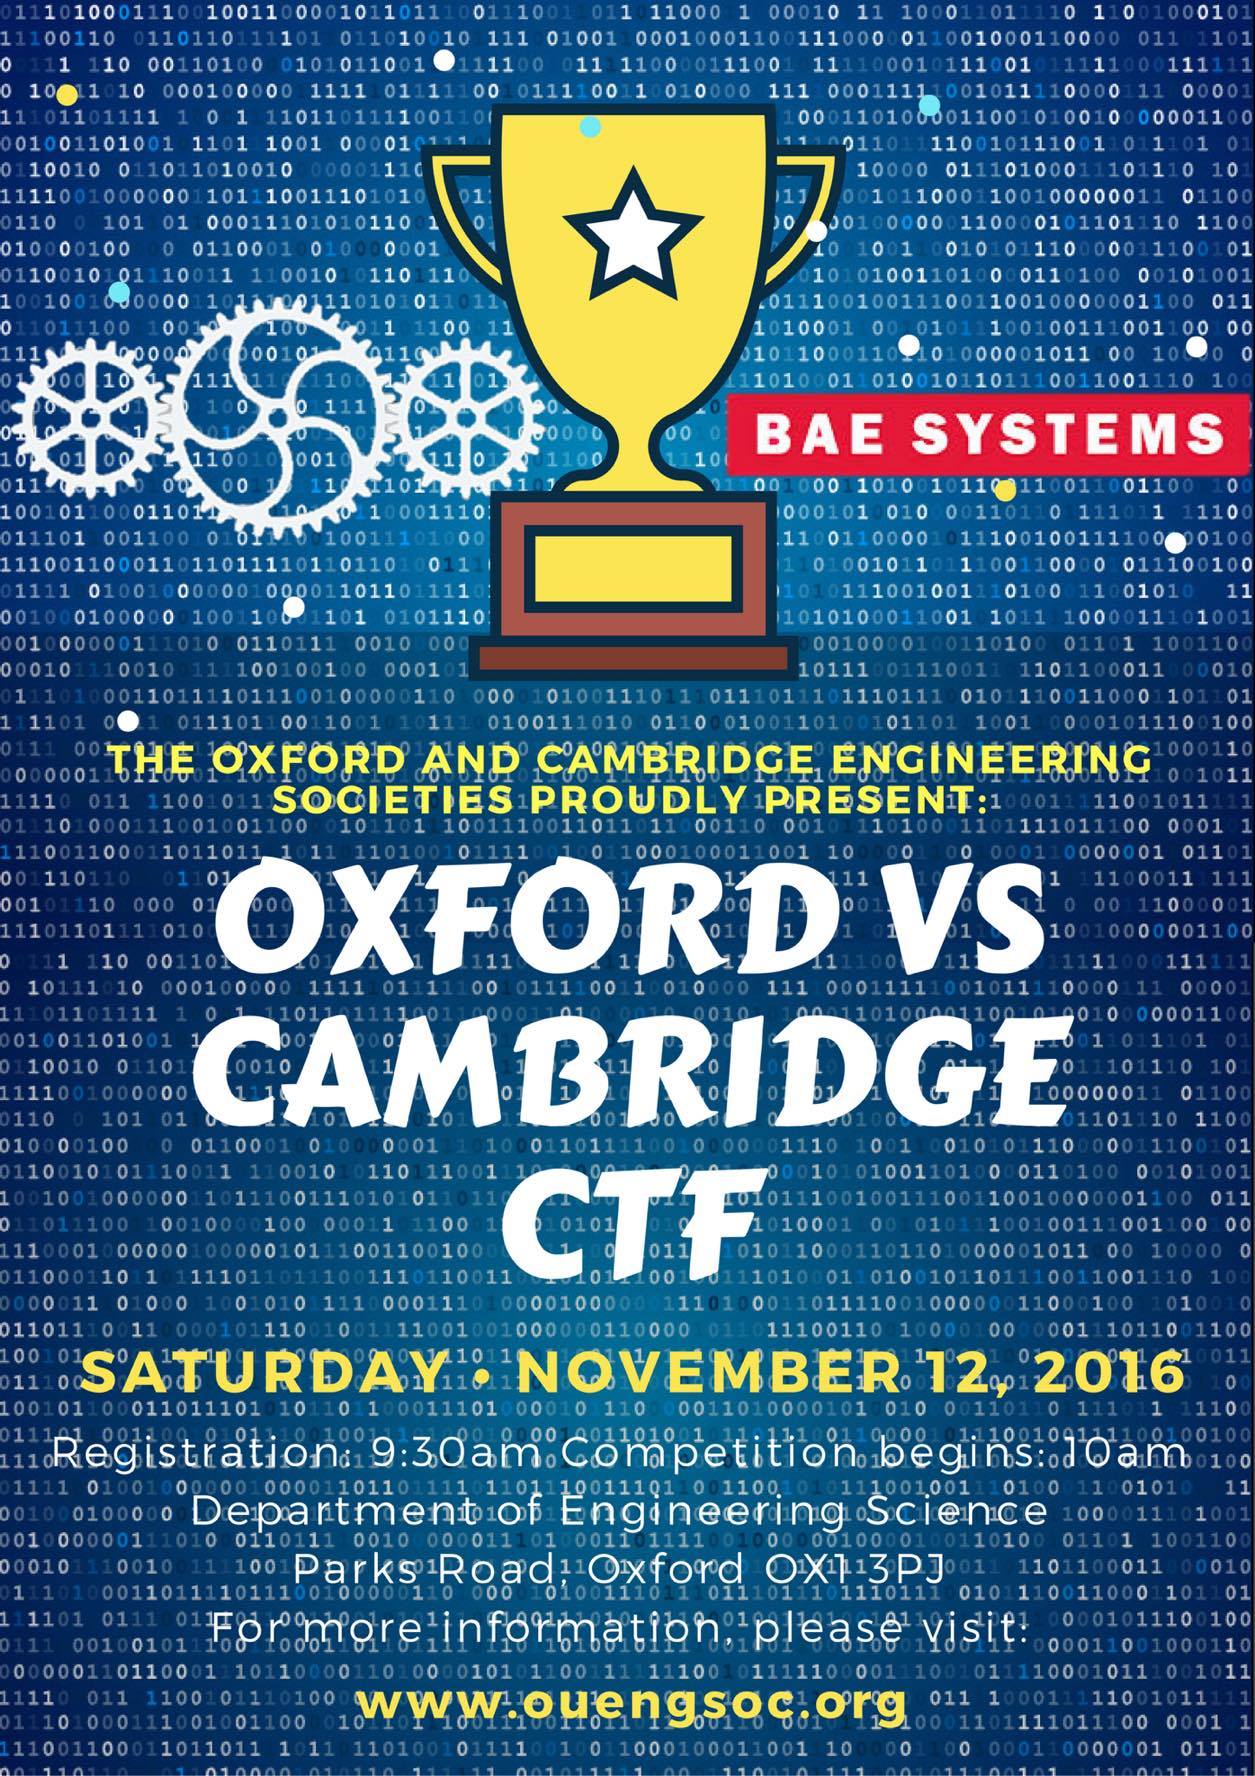 BAE SYSTEMS
THE OXFORD AND CAMBRIDGE ENGINEERING
SOCIETIES PROUDLY PRESENT:
OXFORD VS
CAMBRIDGE
CTF
SATURDAY • NOVEMBER 12, 2016
Registration: 9:30am Competition begins: 10am
Department of Engineering Science
Parks Road, Oxford OX1 3PJ
For more information, please visit:
www.ouengsoc.org